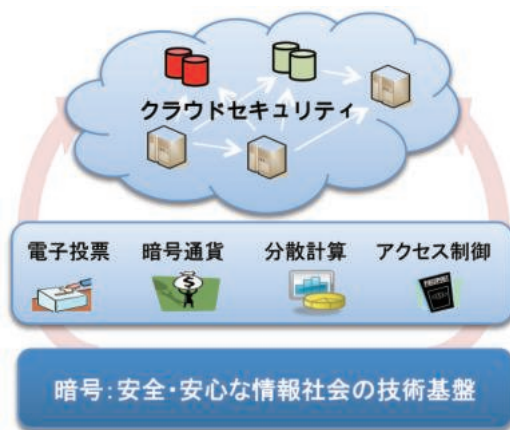 クラウドセキュリティ
電子投票 暗号通貨 分散計算 アクセス制御
暗号:安全・安心な情報社会の技術基盤